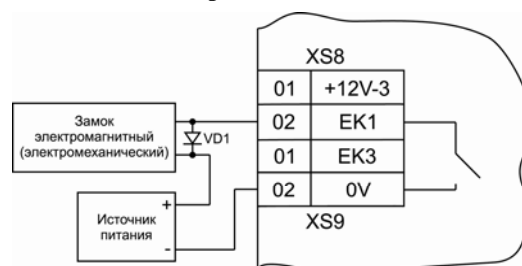 XS8
01 +12V-3
02 EK1
01 EK3
02 0V
XS9
Замок
электромагнитный
(электромеханический)
VD1
Источник
питания
+
-